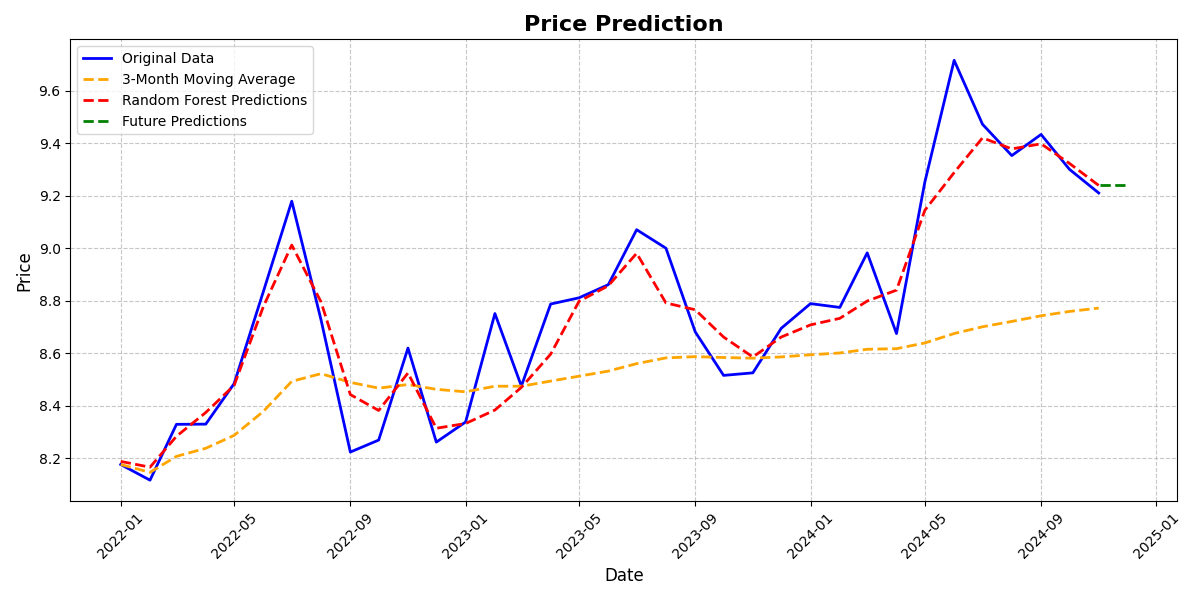 Price Prediction
Original Data
3-Month Moving Average
Random Forest Predictions
Future Predictions
Price
9.6
9.4
9.2
9.0
8.8
8.6
8.4
8.2
2022-01
2022-05
2022-09
2023-01
2023-05
2023-09
2024-01
2024-05
2024-09
2025-01
Date